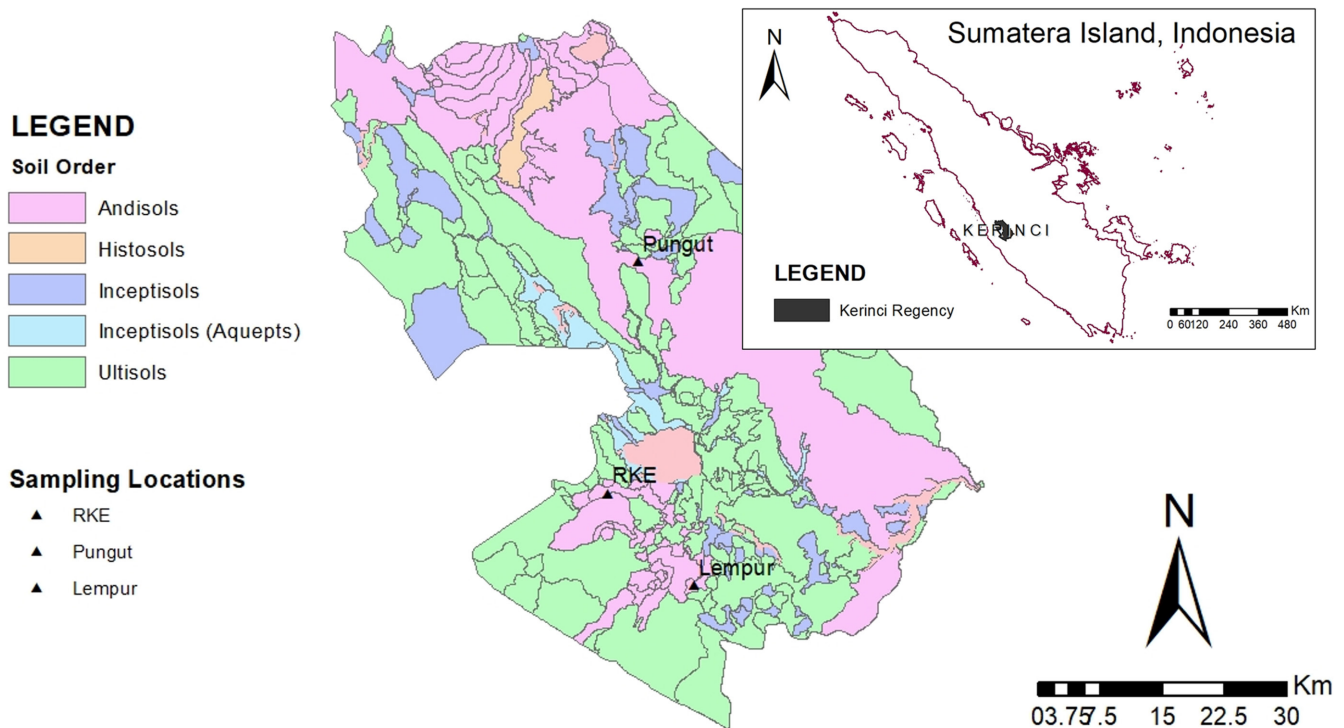 LEGEND
Soil Order
Andisols
Histosols
Inceptisols
Inceptisols (Aquepts)
Ultisols
Sampling Locations
RKE
Pungut
Lempur
Pungut
RKE
Lempur
Sumatera Island, Indonesia
N
KERINCI
LEGEND
Kerinci Regency
Km
0 60120 240 360 480
N
Km
03.757.5 15 22.5 30